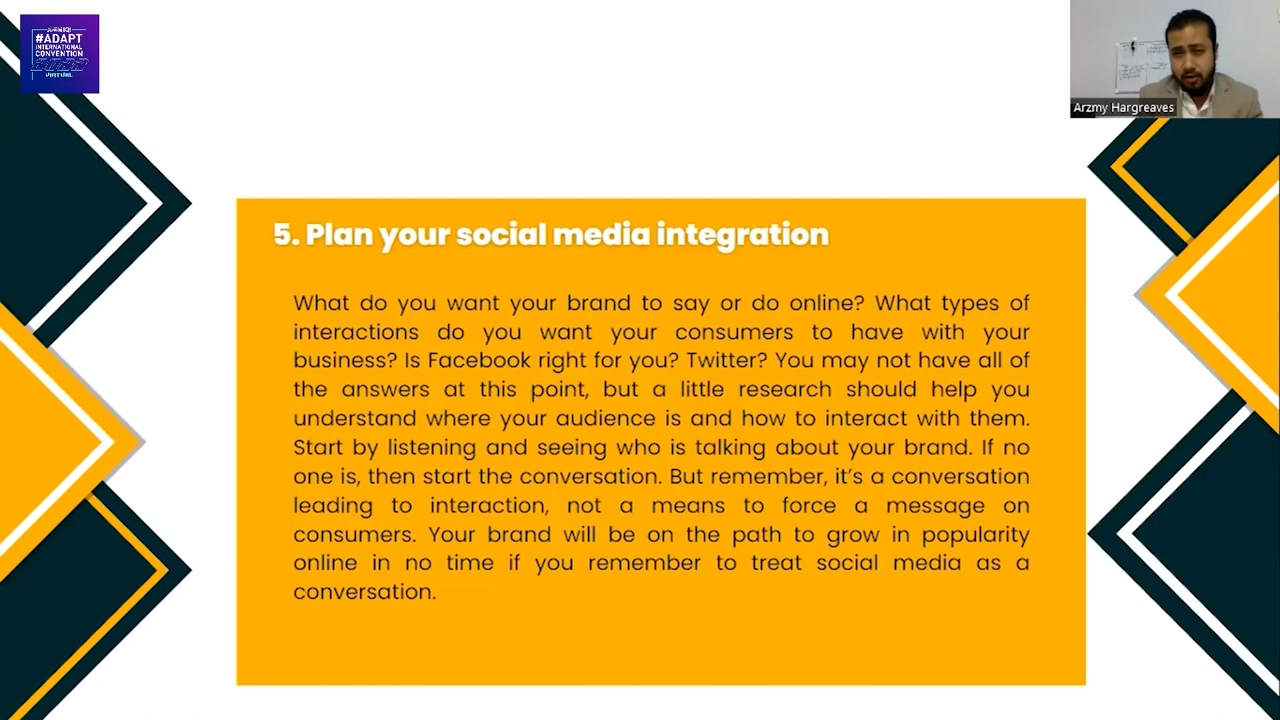 #ADAPT
INTERNATIONAL
CONVENTION
VIRTUAL
Arzmy Hargreaves
5. Plan your social media integration
What do you want your brand to say or do online? What types of
interactions do you want your consumers to have with your
business? Is Facebook right for you? Twitter? You may not have all of
the answers at this point, but a little research should help you
understand where your audience is and how to interact with them.
Start by listening and seeing who is talking about your brand. If no
one is, then start the conversation. But remember, it's a conversation
leading to interaction, not a means to force a message on
consumers. Your brand will be on the path to grow in popularity
online in no time if you remember to treat social media as a
conversation.